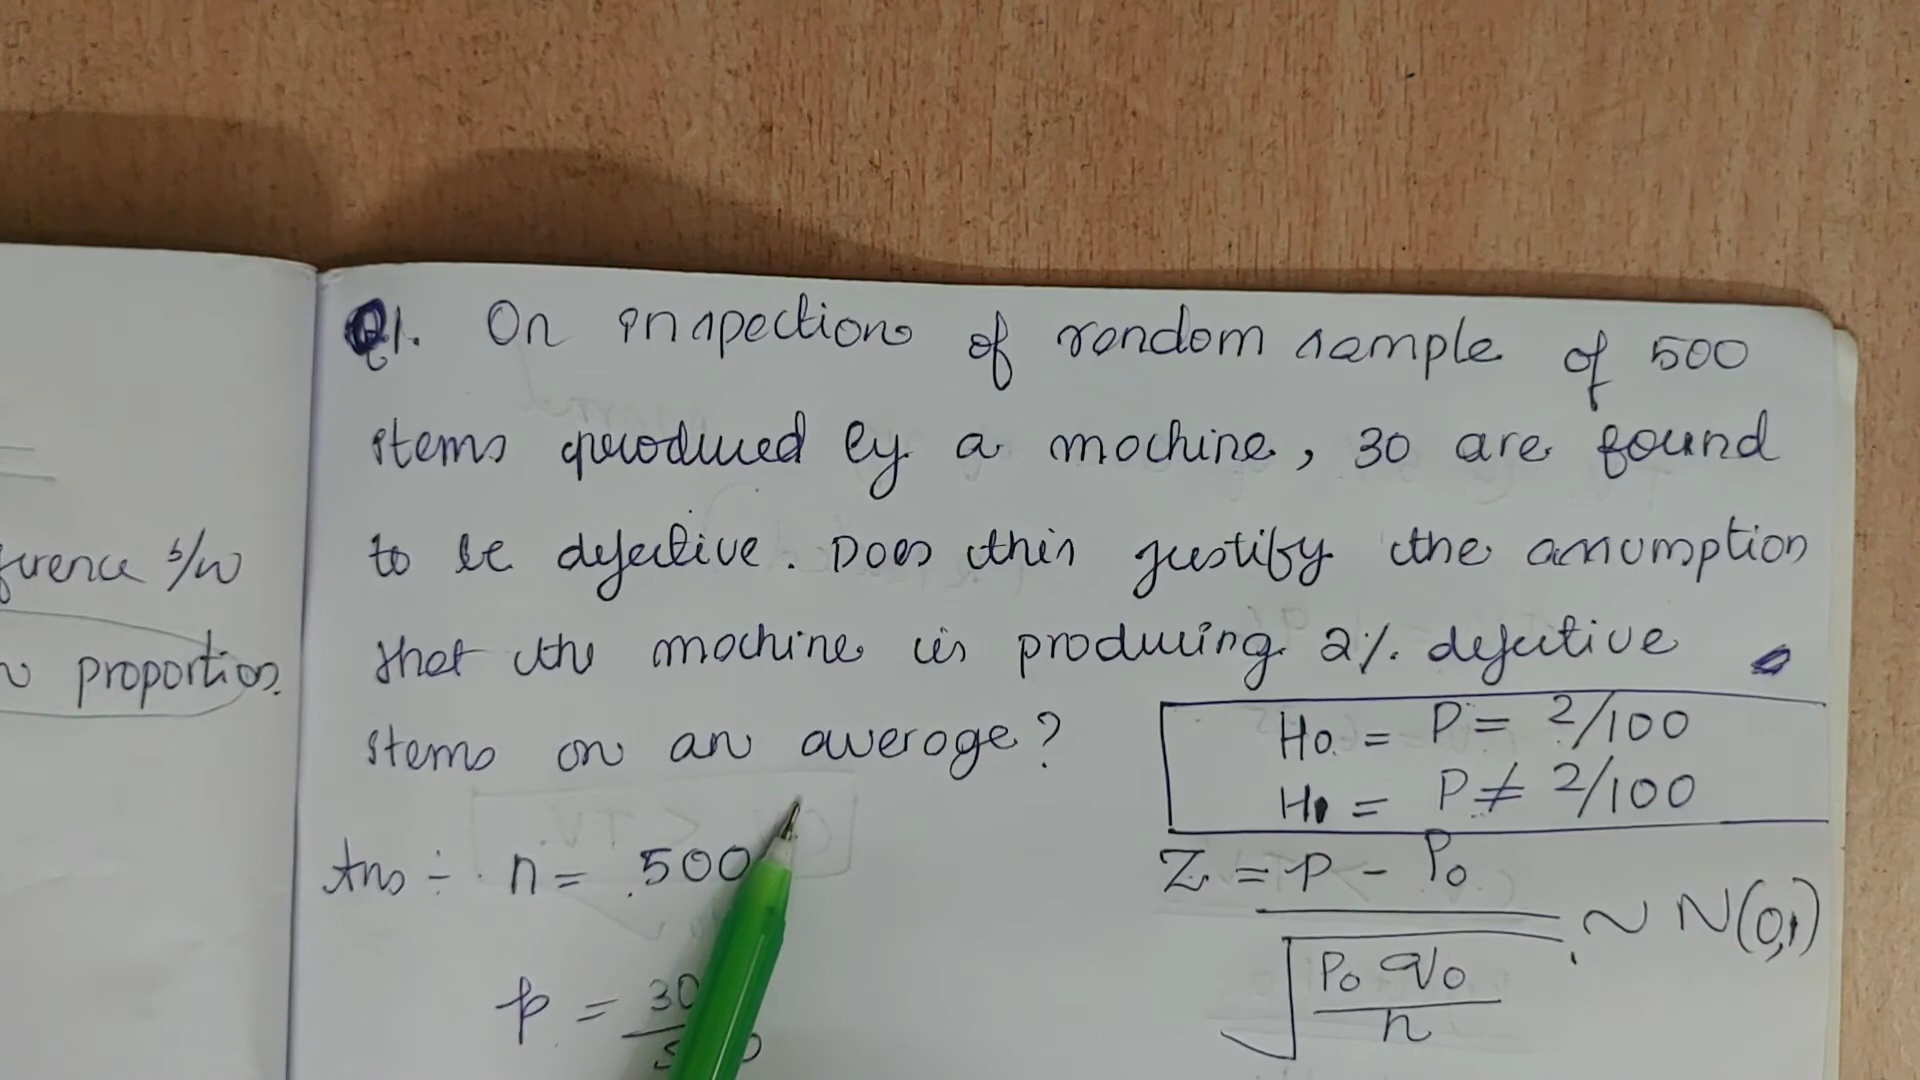 ference b/w
proportion.
Q1. On inspection of random sample of 500
items produced by a machine, 30 are found
to be defective. Does this justify the assumption
that the machine is producing 2% defective
items on an average?
H0 = P = 2/100
H1 = P ≠ 2/100
Ans ÷ n = 500
Z = p - P0 / √(P0 q0 / n) ~ N(0,1)
p = 30